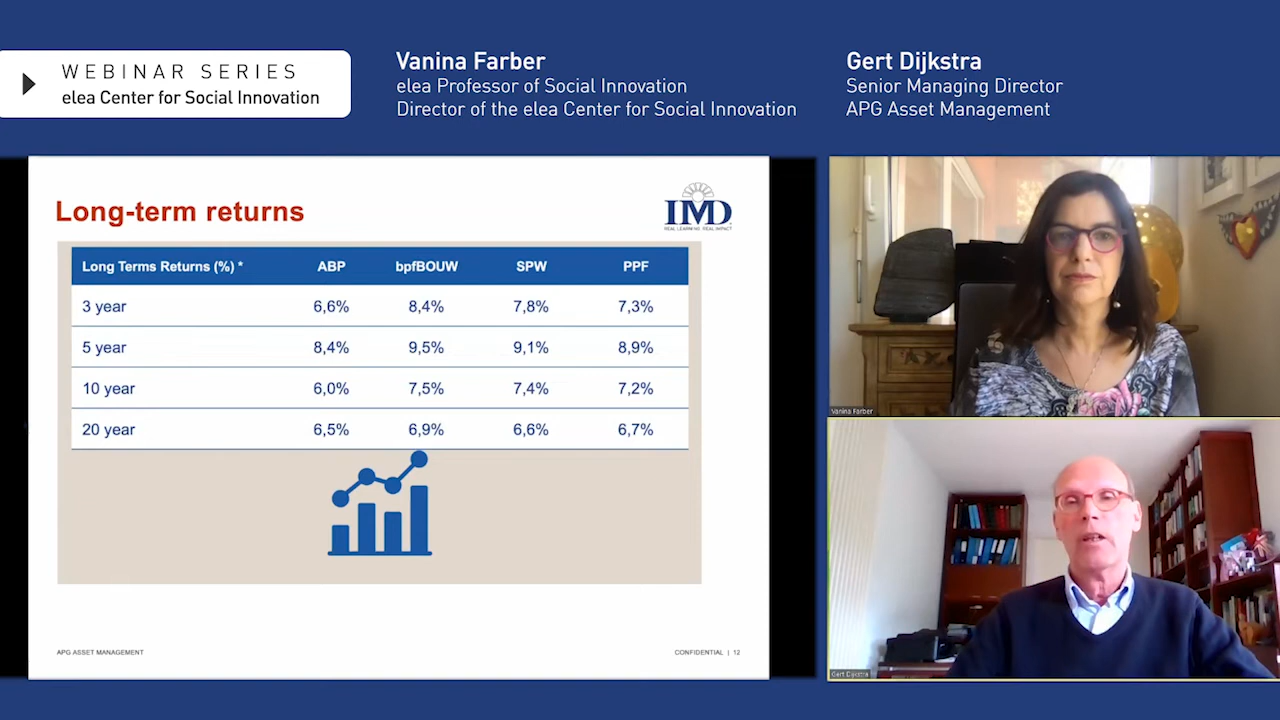 WEBINAR SERIES
elea Center for Social Innovation
Vanina Farber
elea Professor of Social Innovation
Director of the elea Center for Social Innovation
Gert Dijkstra
Senior Managing Director
APG Asset Management
Long-term returns
IMD
REAL LEARNING. REAL IMPACT
Long Terms Returns (%) * ABP bpfBOUW SPW PPF
3 year 6,6% 8,4% 7,8% 7,3%
5 year 8,4% 9,5% 9,1% 8,9%
10 year 6,0% 7,5% 7,4% 7,2%
20 year 6,5% 6,9% 6,6% 6,7%
APG ASSET MANAGEMENT
CONFIDENTIAL | 12
Vanina Farber
Gert Dijkstra